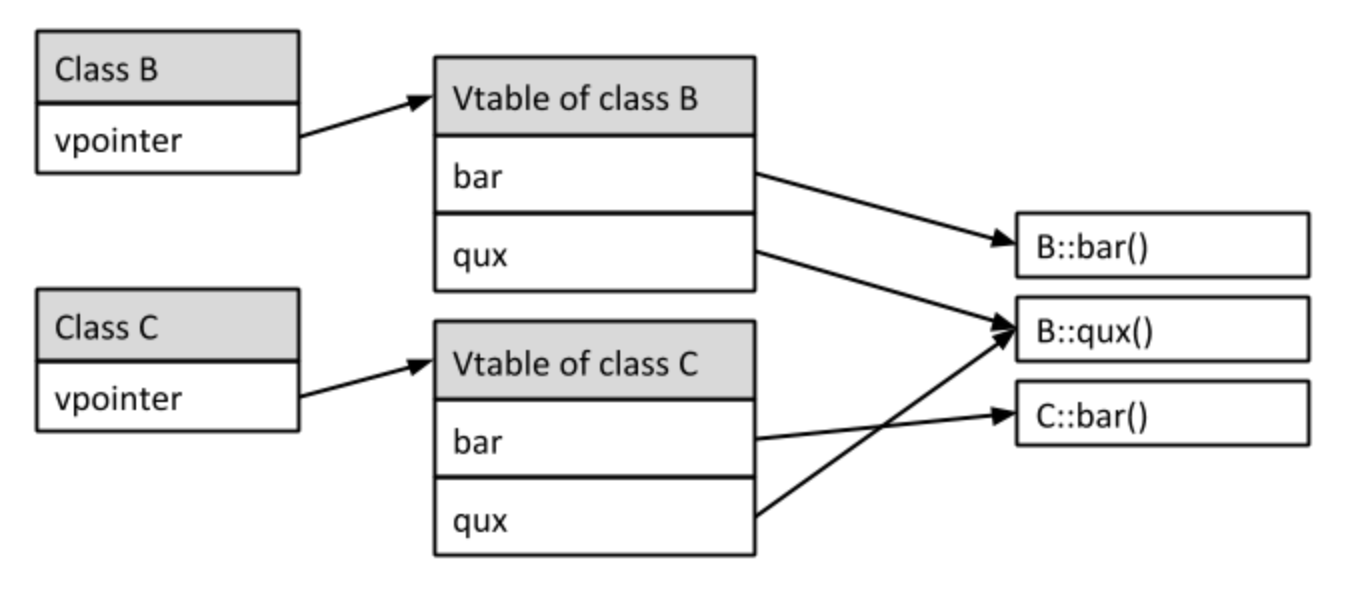 Class B
vpointer
Vtable of class B
bar
qux
Class C
vpointer
Vtable of class C
bar
qux
B::bar()
B::qux()
C::bar()